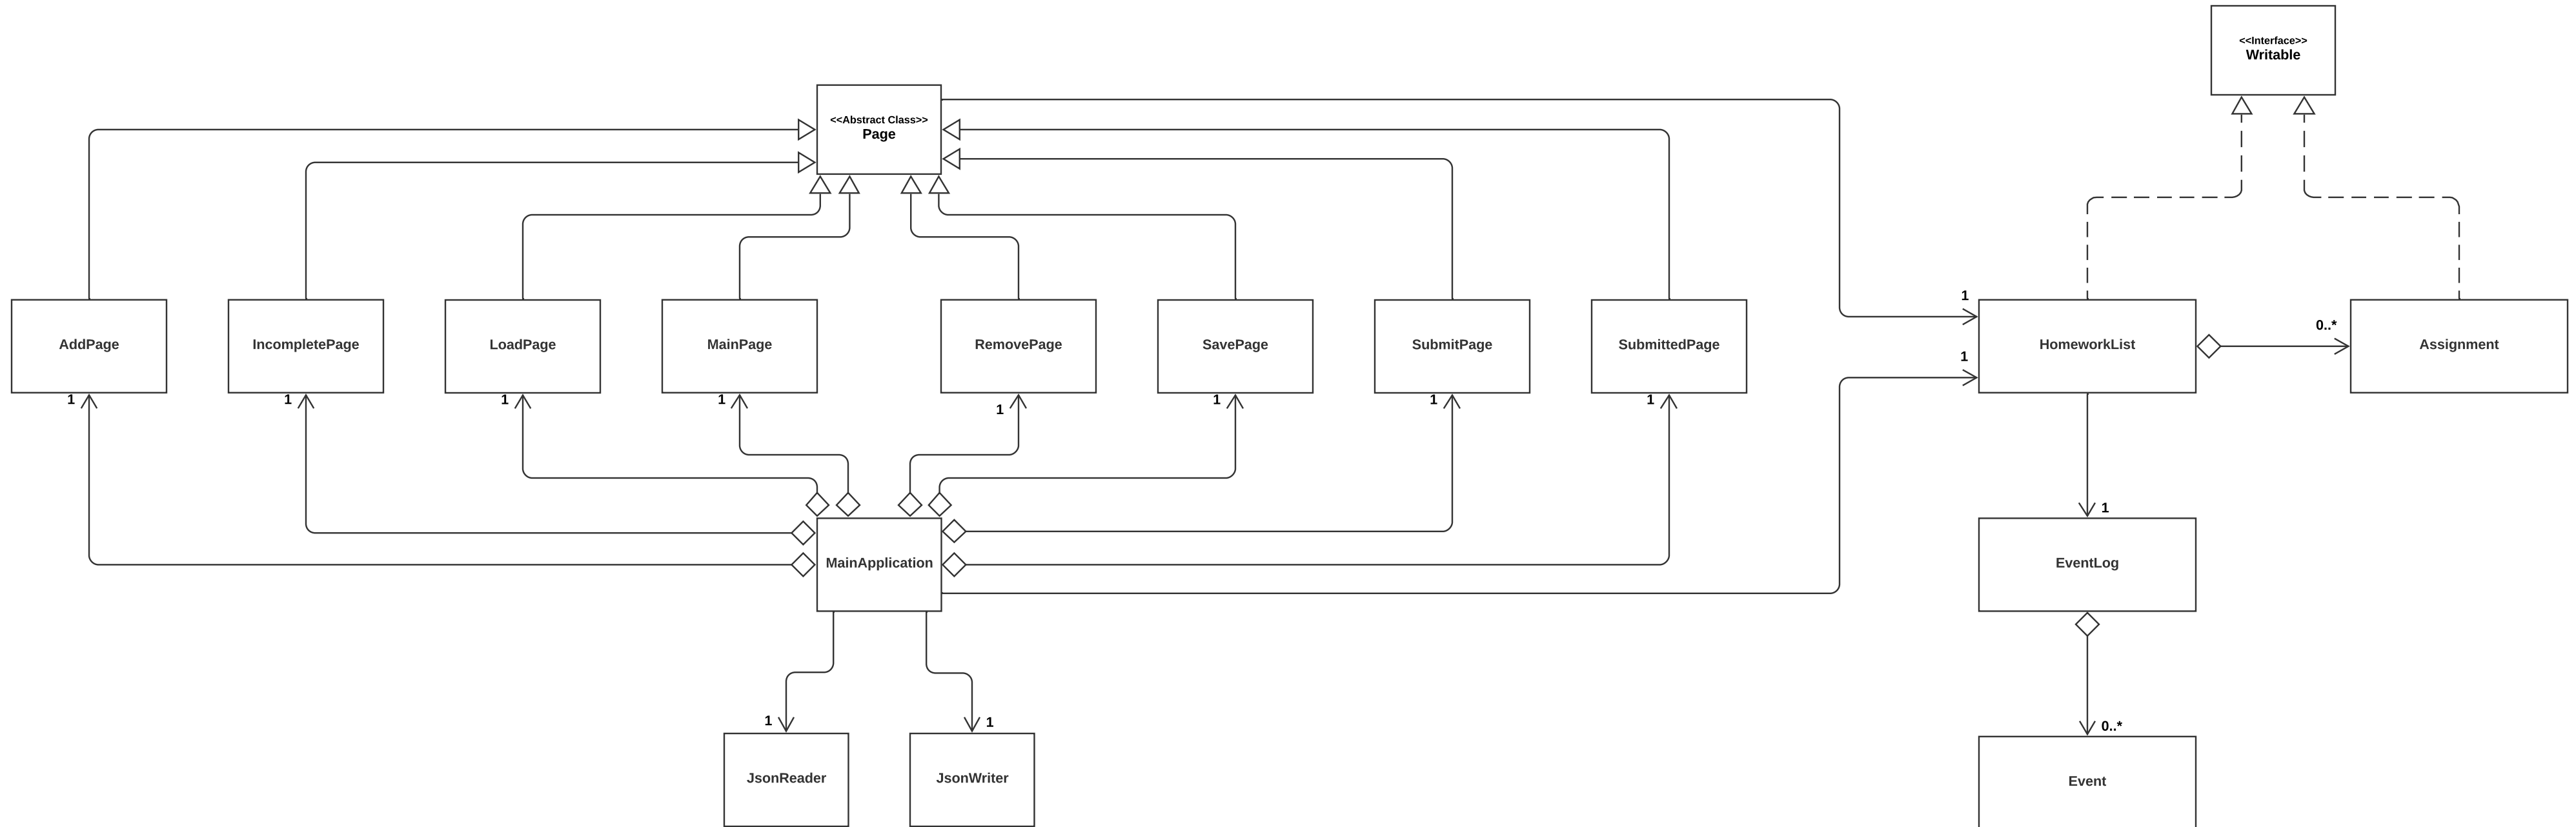 <<Interface>>
Writable
<<Abstract Class>>
Page
1
0..*
AddPage
IncompletePage
LoadPage
MainPage
RemovePage
SavePage
SubmitPage
SubmittedPage
HomeworkList
Assignment
1
1
1
1
1
1
1
1
1
1
MainApplication
EventLog
1
1
0..*
JsonReader
JsonWriter
Event